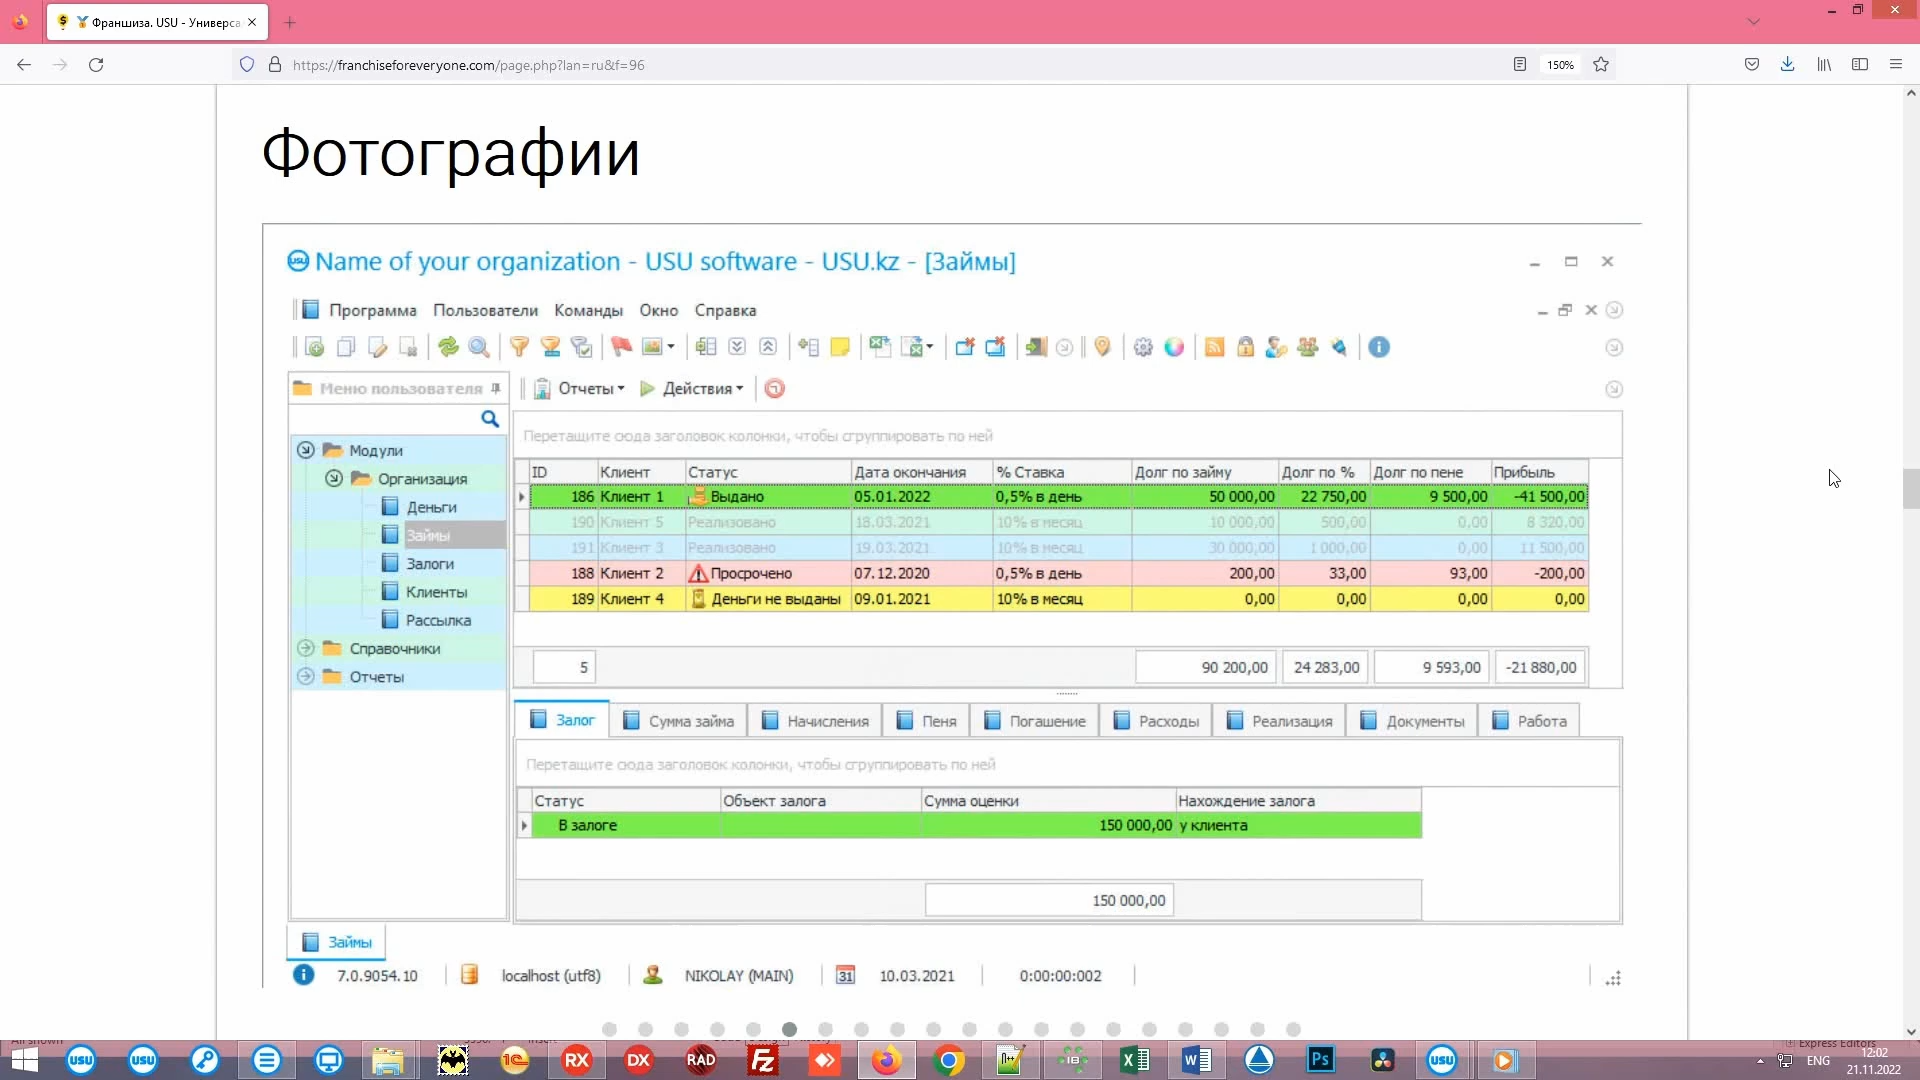 Франшиза. USU - Универса
https://franchiseforeveryone.com/page.php?lan=ru&f=96
150%
Фотографии
Name of your organization - USU software - USU.kz - [Займы]
Программа Пользователи Команды Окно Справка
Меню пользователя
Отчеты Действия
Перетащите сюда заголовок колонки, чтобы сгруппировать по ней
Модули
Организация
Деньги
Займы
Залоги
Клиенты
Рассылка
Справочники
Отчеты
ID Клиент Статус Дата окончания % Ставка Долг по займу Долг по % Долг по пене Прибыль
186 Клиент 1 Выдано 05.01.2022 0,5% в день 50 000,00 22 750,00 9 500,00 -41 500,00
190 Клиент 5 Реализовано 18.03.2021 10% в месяц 10 000,00 500,00 0,00 8 320,00
191 Клиент 3 Реализовано 19.03.2021 10% в месяц 30 000,00 1 000,00 0,00 11 500,00
188 Клиент 2 Просрочено 07.12.2020 0,5% в день 200,00 33,00 93,00 -200,00
189 Клиент 4 Деньги не выданы 09.01.2021 10% в месяц 0,00 0,00 0,00 0,00
5 90 200,00 24 283,00 9 593,00 -21 880,00
Залог Сумма займа Начисления Пеня Погашение Расходы Реализация Документы Работа
Перетащите сюда заголовок колонки, чтобы сгруппировать по ней
Статус Объект залога Сумма оценки Нахождение залога
В залоге 150 000,00 у клиента
150 000,00
Займы
7.0.9054.10 localhost (utf8) NIKOLAY (MAIN) 31 10.03.2021 0:00:00:002
Express Editors
USU USU 1С RX DX RAD FZ Ps USU
ENG
12:02
21.11.2022